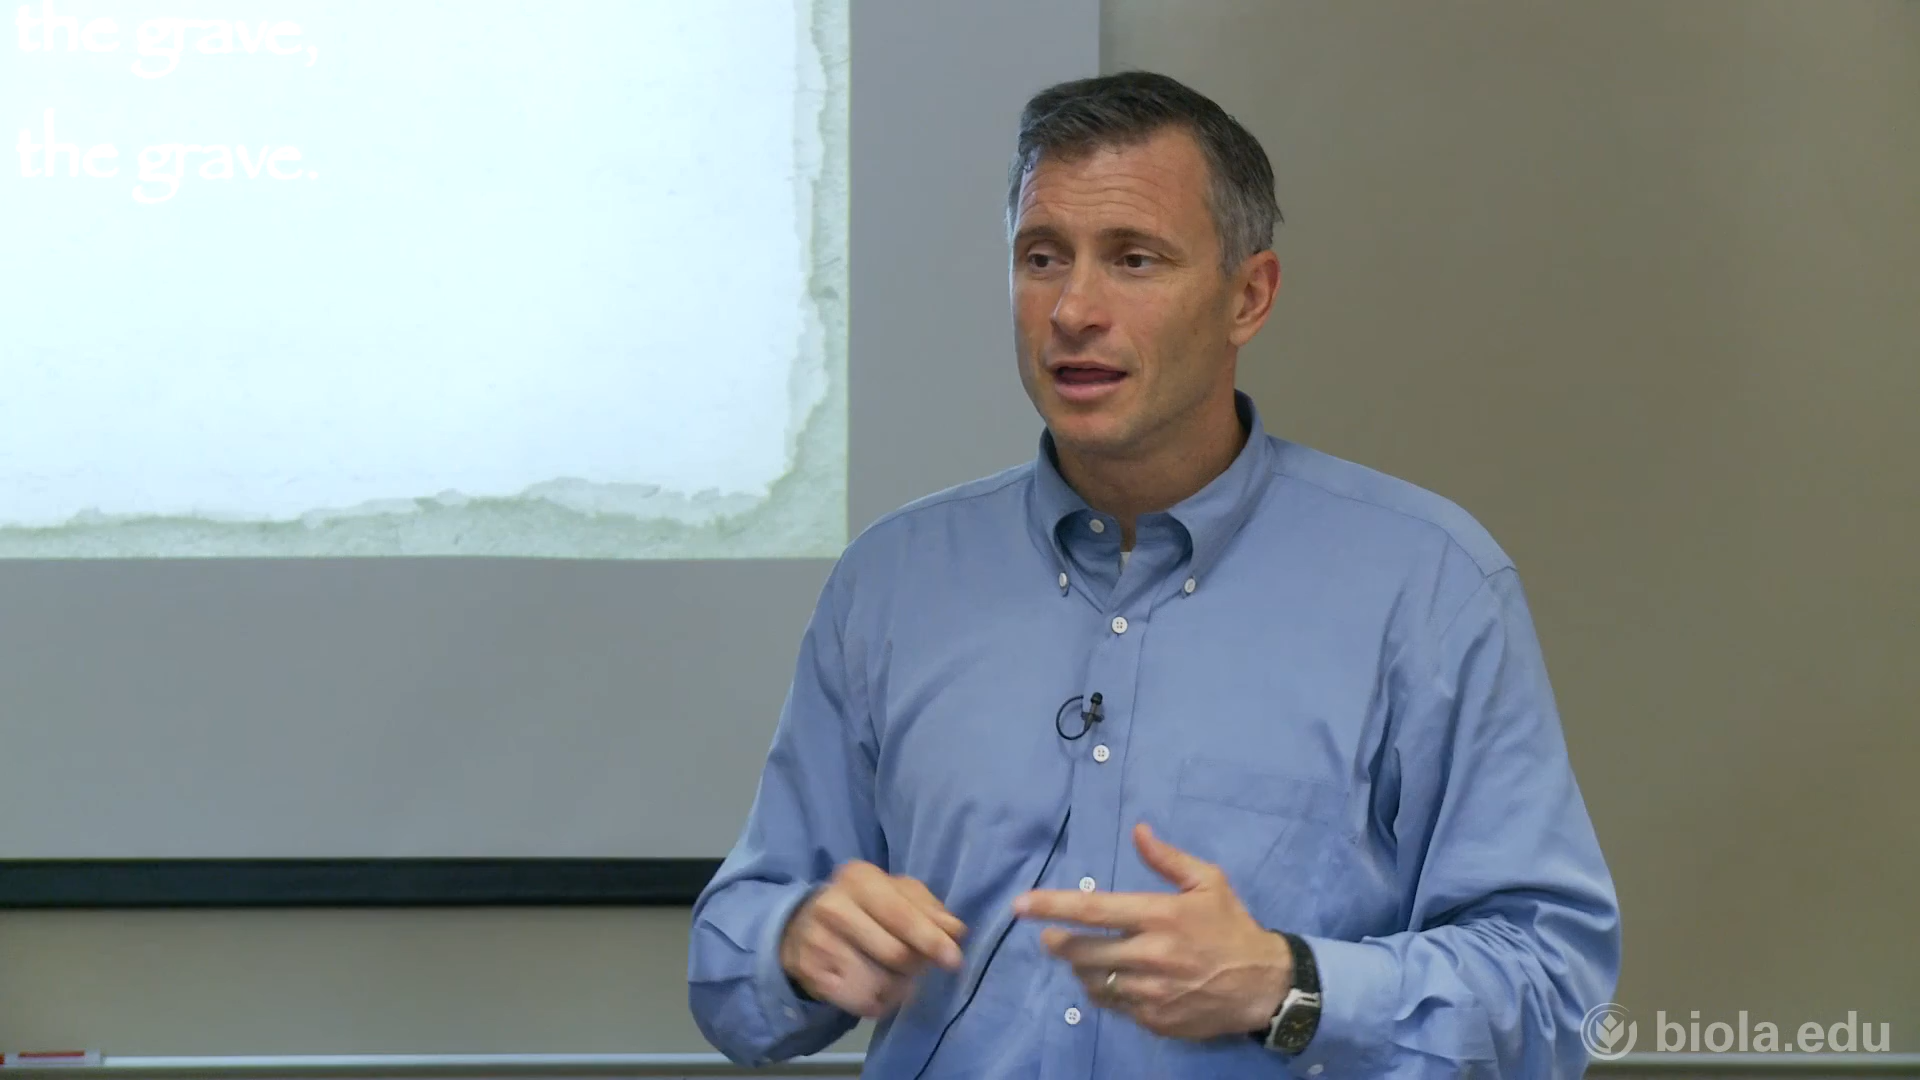 the grave,
the grave.
biola.edu